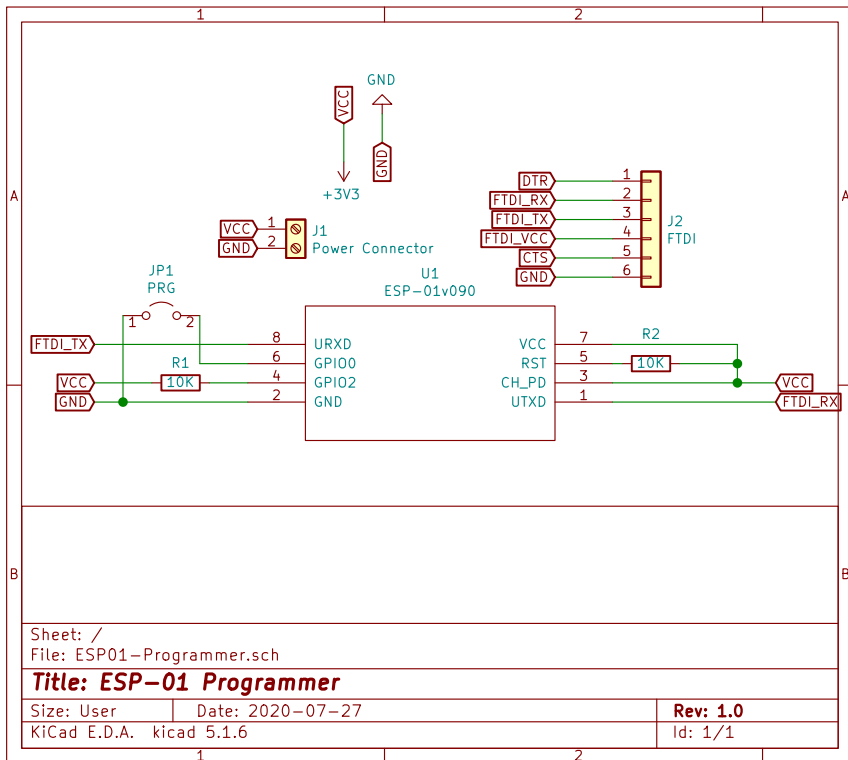 1 2
GND
VCC
GND
+3V3
A A
DTR 1
FTDI_RX 2
FTDI_TX 3
FTDI_VCC 4
CTS 5
GND 6
J2
FTDI
VCC 1
GND 2
J1
Power Connector
JP1
PRG
1 2
U1
ESP-01v090
FTDI_TX 8 URXD
6 GPIO0
R1
VCC 10K 4 GPIO2
GND 2 GND
VCC 7
R2
RST 5 10K
CH_PD 3 VCC
UTXD 1 FTDI_RX
B B
Sheet: /
File: ESP01-Programmer.sch
Title: ESP-01 Programmer
Size: User Date: 2020-07-27 Rev: 1.0
KiCad E.D.A. kicad 5.1.6 Id: 1/1
1 2